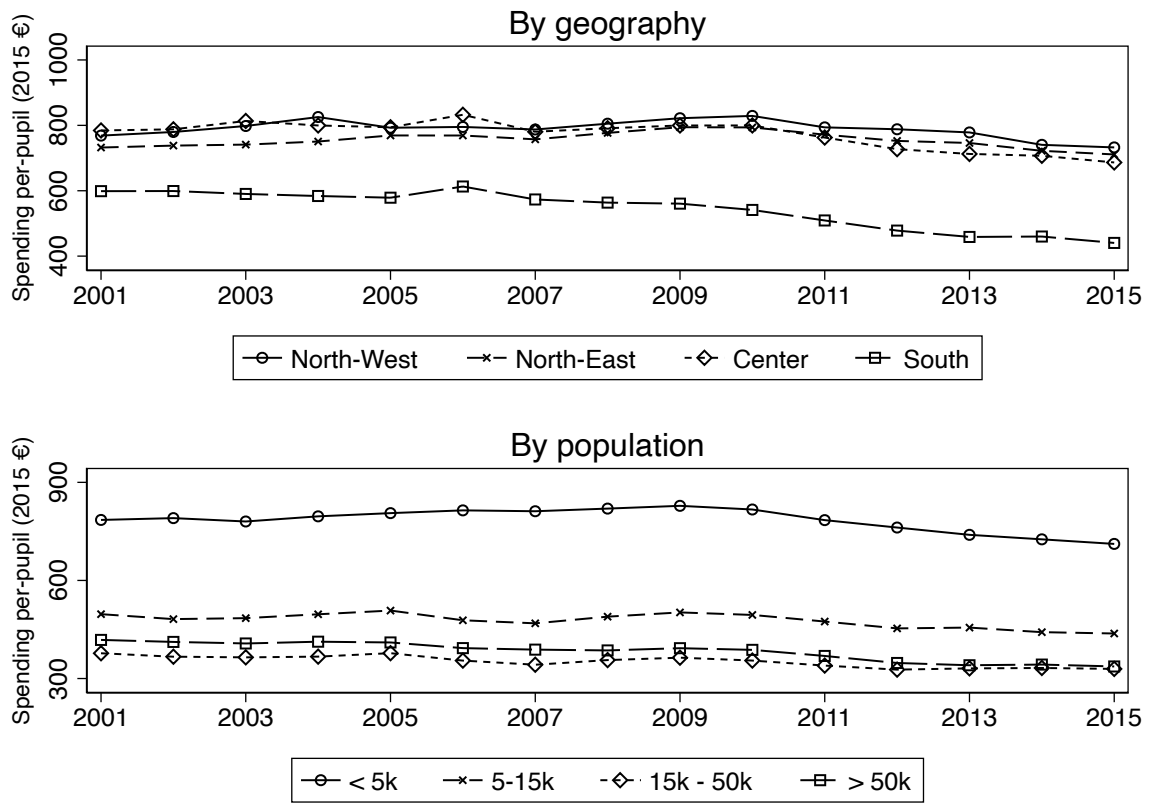 By geography
Spending per-pupil (2015 €)
1000
800
600
400
2001 2003 2005 2007 2009 2011 2013 2015
North-West North-East Center South
By population
Spending per-pupil (2015 €)
900
600
300
2001 2003 2005 2007 2009 2011 2013 2015
< 5k 5-15k 15k - 50k > 50k